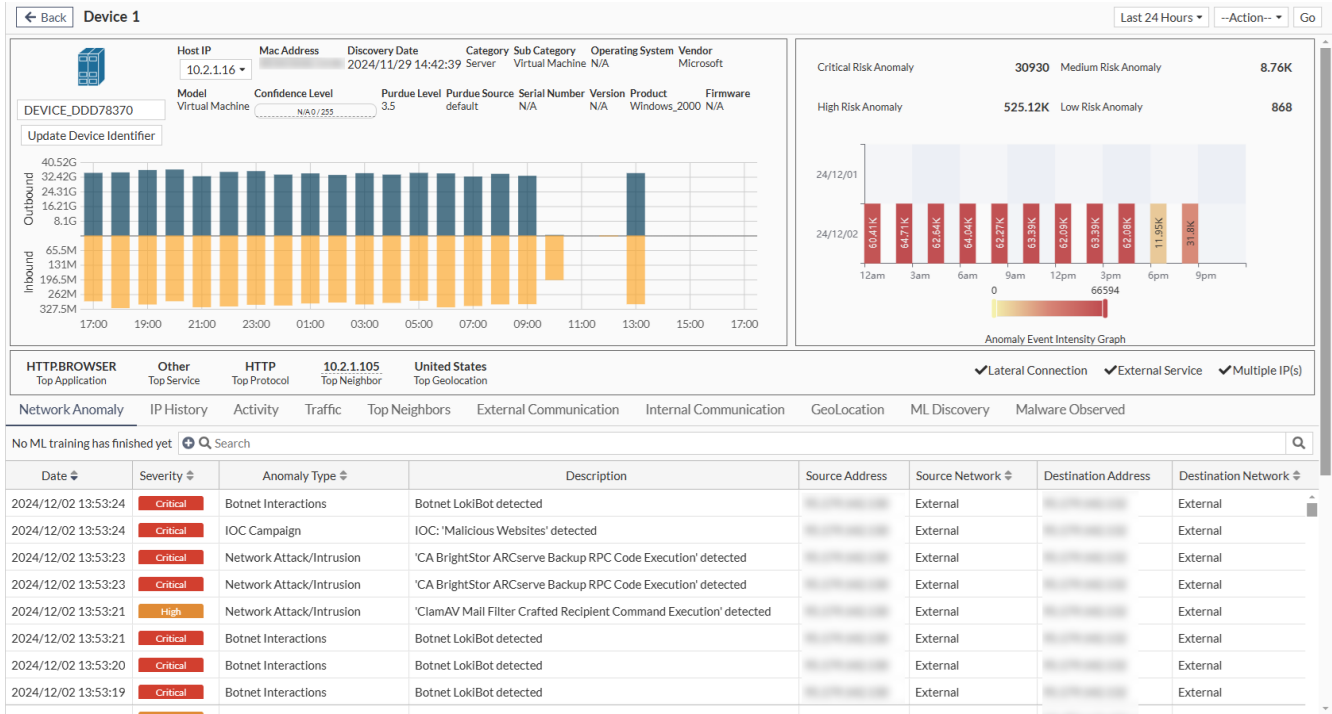 Back Device 1 Last 24 Hours --Action-- Go
Host IP Mac Address Discovery Date Category Sub Category Operating System Vendor
10.2.1.16 2024/11/29 14:42:39 Server Virtual Machine N/A Microsoft
Model Confidence Level Purdue Level Purdue Source Serial Number Version Product Firmware
Virtual Machine N/A 0 / 255 3.5 default N/A N/A Windows_2000 N/A
DEVICE_DDD78370
Update Device Identifier
Outbound
40.52G
32.42G
24.31G
16.21G
8.1G
Inbound
65.5M
131M
196.5M
262M
327.5M
17:00 19:00 21:00 23:00 01:00 03:00 05:00 07:00 09:00 11:00 13:00 15:00 17:00
Critical Risk Anomaly 30930 Medium Risk Anomaly 8.76K
High Risk Anomaly 525.12K Low Risk Anomaly 868
24/12/01
24/12/02 60.41K 64.71K 62.64K 64.04K 62.27K 63.39K 62.09K 63.39K 62.08K 11.95K 31.8K
12am 3am 6am 9am 12pm 3pm 6pm 9pm
0 66594
Anomaly Event Intensity Graph
HTTP.BROWSER Other HTTP 10.2.1.105 United States
Top Application Top Service Top Protocol Top Neighbor Top Geolocation
Lateral Connection External Service Multiple IP(s)
Network Anomaly IP History Activity Traffic Top Neighbors External Communication Internal Communication GeoLocation ML Discovery Malware Observed
No ML training has finished yet Search
Date Severity Anomaly Type Description Source Address Source Network Destination Address Destination Network
2024/12/02 13:53:24 Critical Botnet Interactions Botnet LokiBot detected External External
2024/12/02 13:53:24 Critical IOC Campaign IOC: 'Malicious Websites' detected External External
2024/12/02 13:53:23 Critical Network Attack/Intrusion 'CA BrightStor ARCserve Backup RPC Code Execution' detected External External
2024/12/02 13:53:23 Critical Network Attack/Intrusion 'CA BrightStor ARCserve Backup RPC Code Execution' detected External External
2024/12/02 13:53:21 High Network Attack/Intrusion 'ClamAV Mail Filter Crafted Recipient Command Execution' detected External External
2024/12/02 13:53:21 Critical Botnet Interactions Botnet LokiBot detected External External
2024/12/02 13:53:20 Critical Botnet Interactions Botnet LokiBot detected External External
2024/12/02 13:53:19 Critical Botnet Interactions Botnet LokiBot detected External External